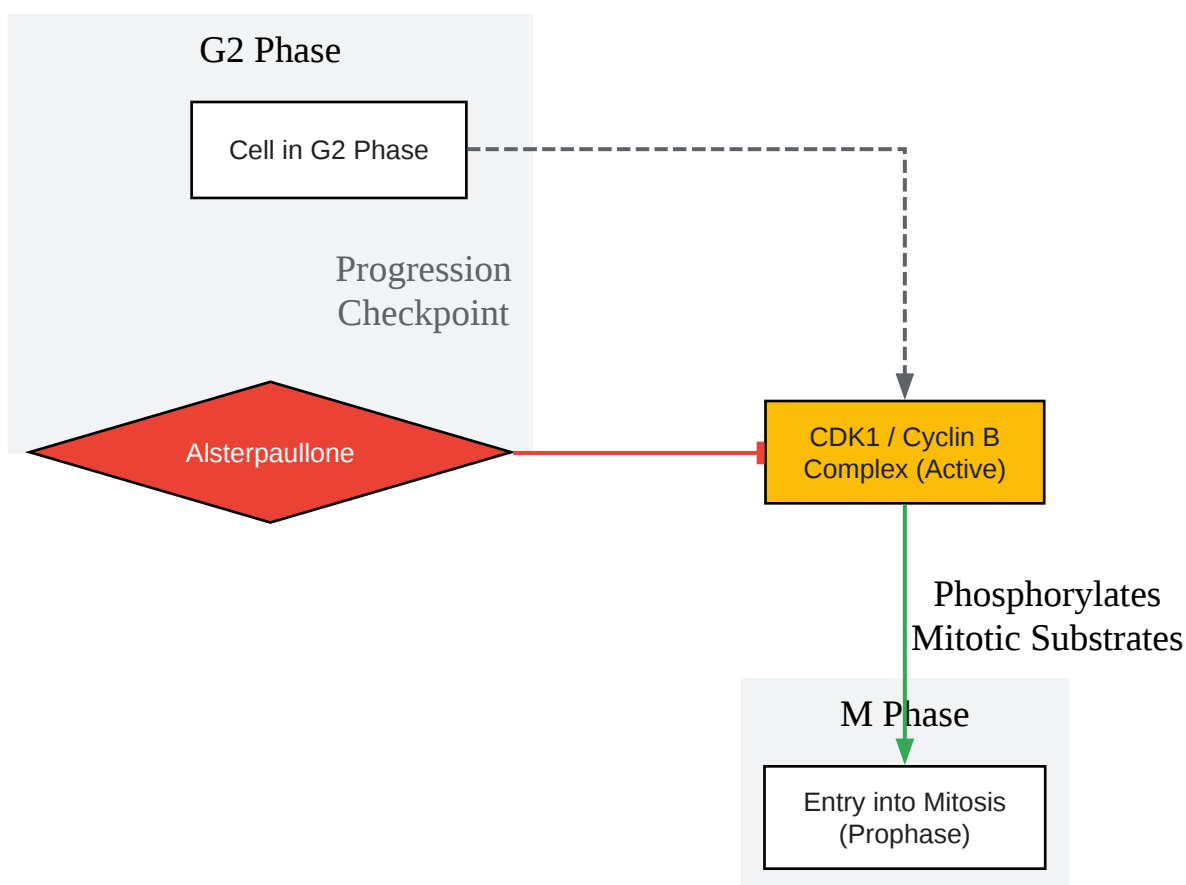 G2 Phase
Cell in G2 Phase
Progression
Checkpoint
Alsterpaullone
CDK1 / Cyclin B
Complex (Active)
Phosphorylates
Mitotic Substrates
M Phase
Entry into Mitosis
(Prophase)